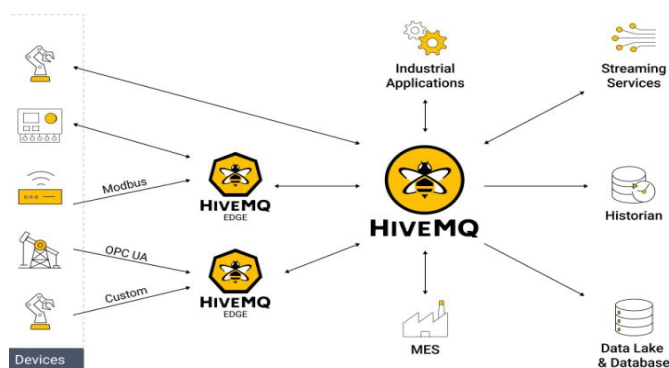 Industrial
Applications
Streaming
Services
Modbus
HIVEMQ
EDGE
HIVEMQ
Historian
OPC UA
Custom
HIVEMQ
EDGE
MES
Data Lake
& Database
Devices